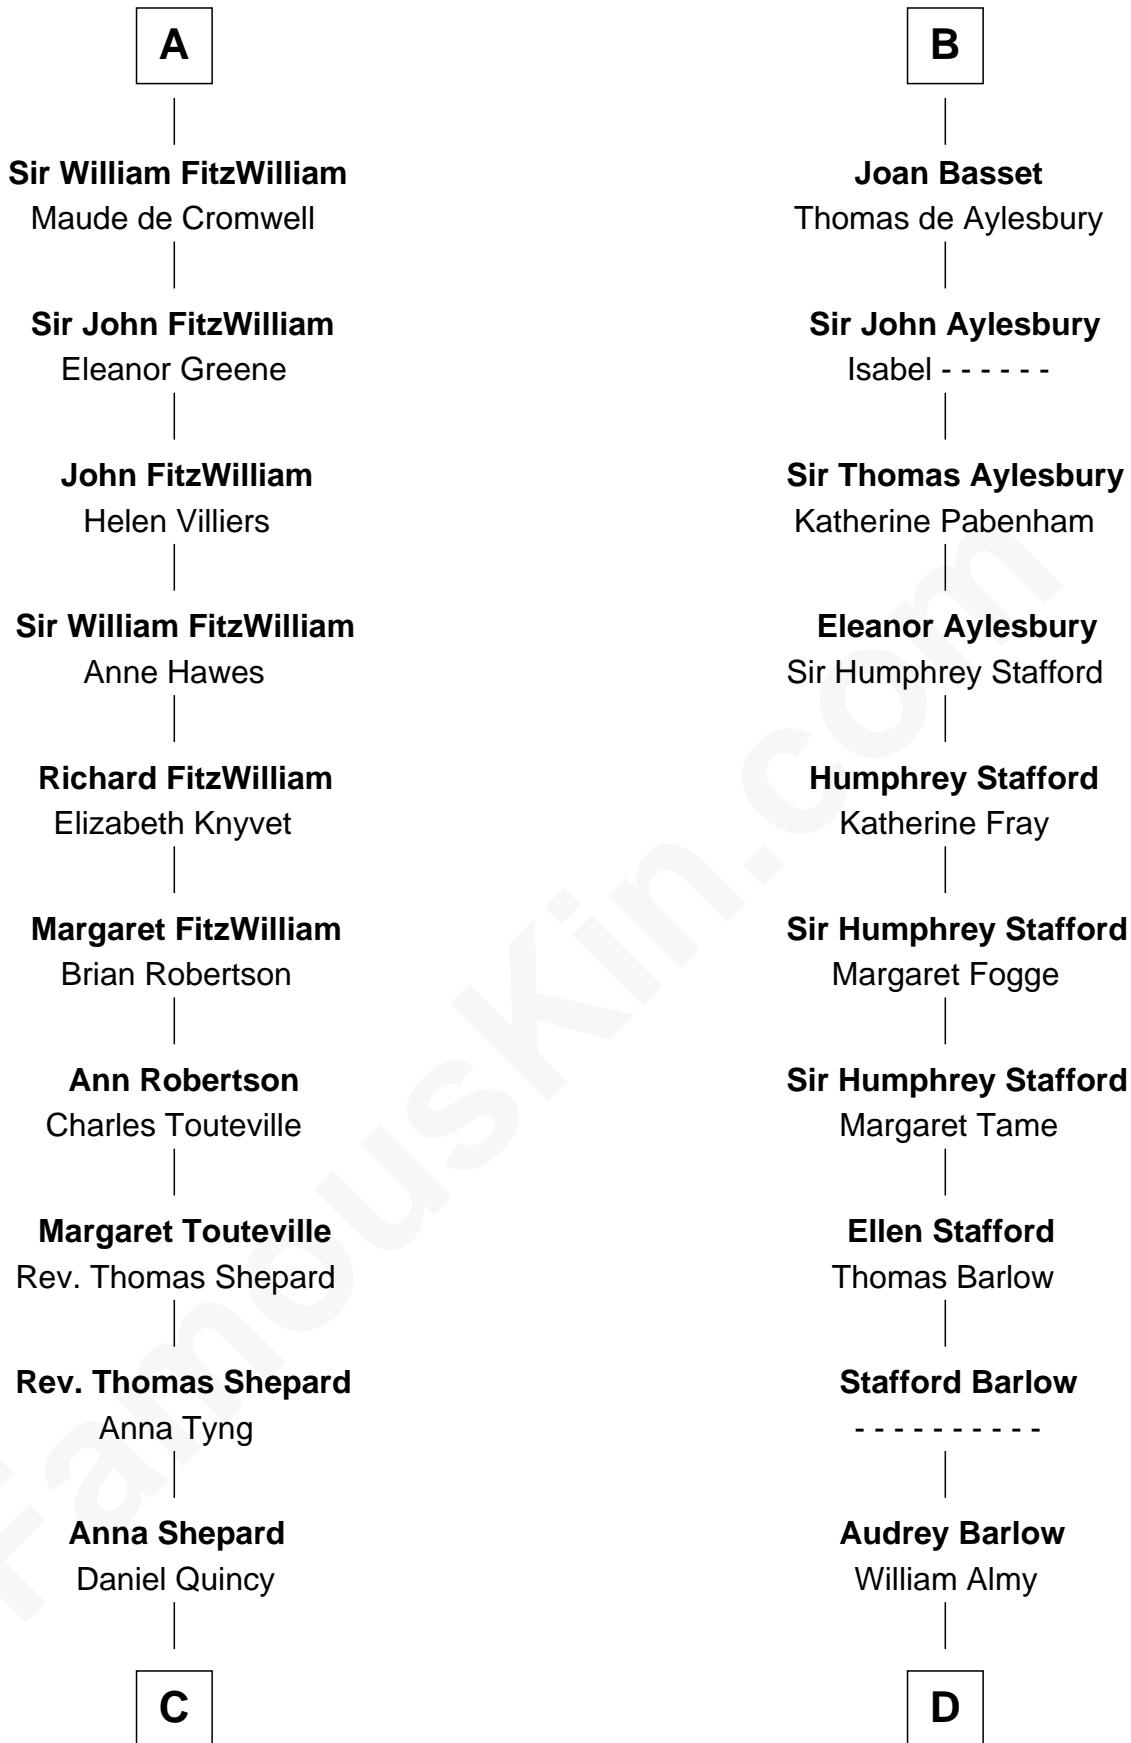 A
Sir William FitzWilliam
Maude de Cromwell
Sir John FitzWilliam
Eleanor Greene
John FitzWilliam
Helen Villiers
Sir William FitzWilliam
Anne Hawes
Richard FitzWilliam
Elizabeth Knyvet
Margaret FitzWilliam
Brian Robertson
Ann Robertson
Charles Touteville
Margaret Touteville
Rev. Thomas Shepard
Rev. Thomas Shepard
Anna Tyng
Anna Shepard
Daniel Quincy
C
B
Joan Basset
Thomas de Aylesbury
Sir John Aylesbury
Isabel - - - - - -
Sir Thomas Aylesbury
Katherine Pabenham
Eleanor Aylesbury
Sir Humphrey Stafford
Humphrey Stafford
Katherine Fray
Sir Humphrey Stafford
Margaret Fogge
Sir Humphrey Stafford
Margaret Tame
Ellen Stafford
Thomas Barlow
Stafford Barlow
- - - - - - - - - -
Audrey Barlow
William Almy
D
FamousKin.com